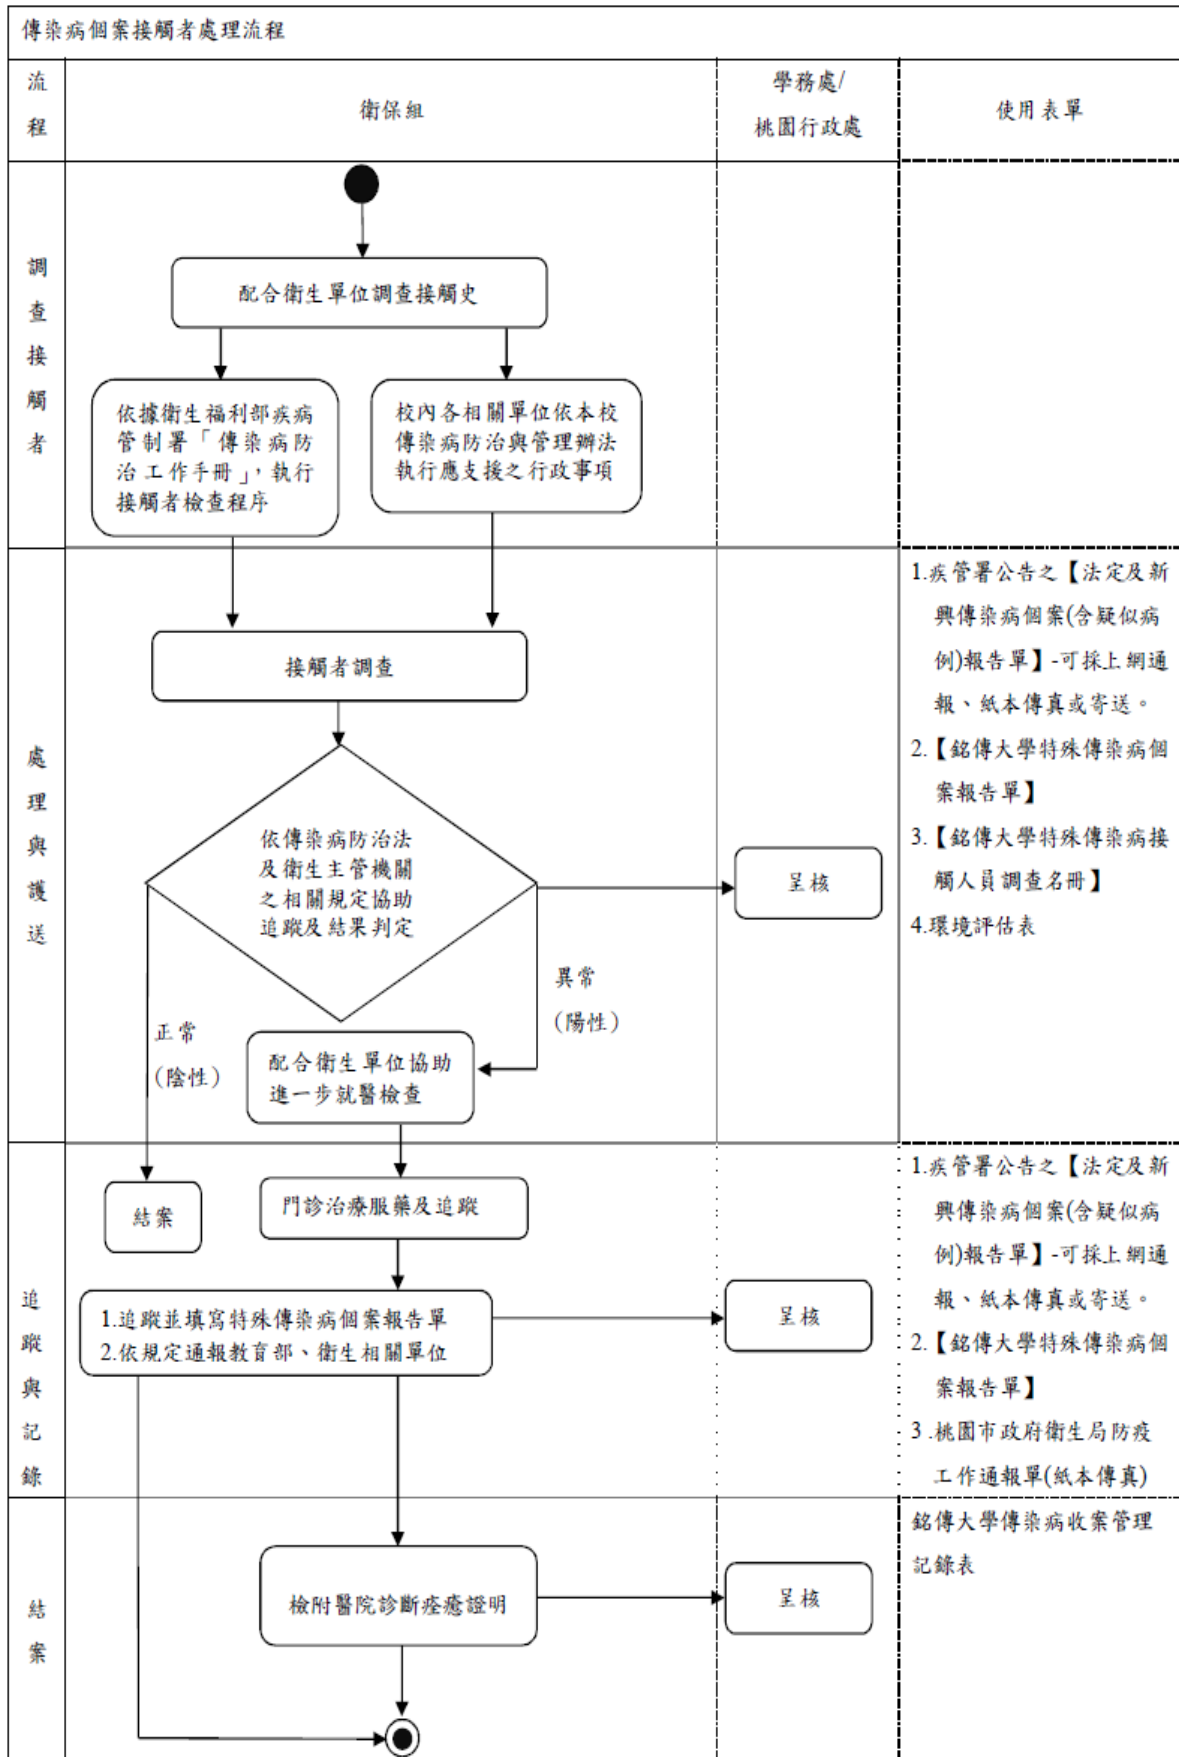 傳染病個案接觸者處理流程
流
程
衛保組
學務處/
桃園行政處
使用表單
調
查
接
觸
者
配合衛生單位調查接觸史
依據衛生福利部疾病
管制署「傳染病防
治工作手冊」，執行
接觸者檢查程序
校內各相關單位依本校
傳染病防治與管理辦法
執行應支援之行政事項
處
理
與
護
送
接觸者調查
依傳染病防治法
及衛生主管機關
之相關規定協助
追蹤及結果判定
呈核
異常
(陽性)
正常
(陰性)
配合衛生單位協助
進一步就醫檢查
1.疾管署公告之【法定及新
興傳染病個案(含疑似病
例)報告單】-可採上網通
報、紙本傳真或寄送。
2.【銘傳大學特殊傳染病個
案報告單】
3.【銘傳大學特殊傳染病接
觸人員調查名冊】
4.環境評估表
追
蹤
與
記
錄
結案
門診治療服藥及追蹤
1.追蹤並填寫特殊傳染病個案報告單
2.依規定通報教育部、衛生相關單位
呈核
1.疾管署公告之【法定及新
興傳染病個案(含疑似病
例)報告單】-可採上網通
報、紙本傳真或寄送。
2.【銘傳大學特殊傳染病個
案報告單】
3.桃園市政府衛生局防疫
工作通報單(紙本傳真)
結
案
檢附醫院診斷痊癒證明
呈核
銘傳大學傳染病收案管理
記錄表